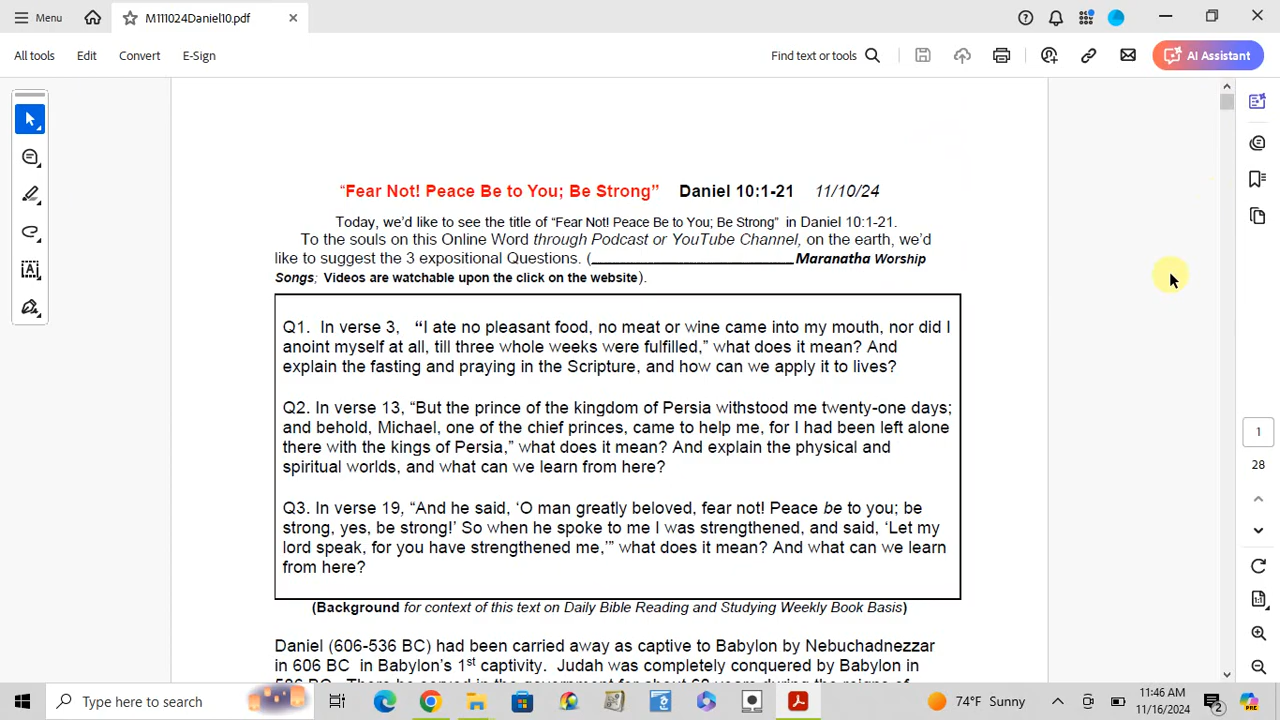 Menu
M111024Daniel10.pdf
All tools
Edit
Convert
E-Sign
Find text or tools
AI Assistant
“Fear Not! Peace Be to You; Be Strong” Daniel 10:1-21 11/10/24
Today, we’d like to see the title of “Fear Not! Peace Be to You; Be Strong” in Daniel 10:1-21.
To the souls on this Online Word through Podcast or YouTube Channel, on the earth, we’d
like to suggest the 3 expositional Questions. (__________________________Maranatha Worship
Songs; Videos are watchable upon the click on the website).
Q1. In verse 3, “I ate no pleasant food, no meat or wine came into my mouth, nor did I
anoint myself at all, till three whole weeks were fulfilled,” what does it mean? And
explain the fasting and praying in the Scripture, and how can we apply it to lives?
Q2. In verse 13, “But the prince of the kingdom of Persia withstood me twenty-one days;
and behold, Michael, one of the chief princes, came to help me, for I had been left alone
there with the kings of Persia,” what does it mean? And explain the physical and
spiritual worlds, and what can we learn from here?
Q3. In verse 19, “And he said, ‘O man greatly beloved, fear not! Peace be to you; be
strong, yes, be strong!’ So when he spoke to me I was strengthened, and said, ‘Let my
lord speak, for you have strengthened me,’” what does it mean? And what can we learn
from here?
(Background for context of this text on Daily Bible Reading and Studying Weekly Book Basis)
Daniel (606-536 BC) had been carried away as captive to Babylon by Nebuchadnezzar
in 606 BC in Babylon’s 1st captivity. Judah was completely conquered by Babylon in
1
28
Type here to search
74°F Sunny
11:46 AM
11/16/2024
2
PRE